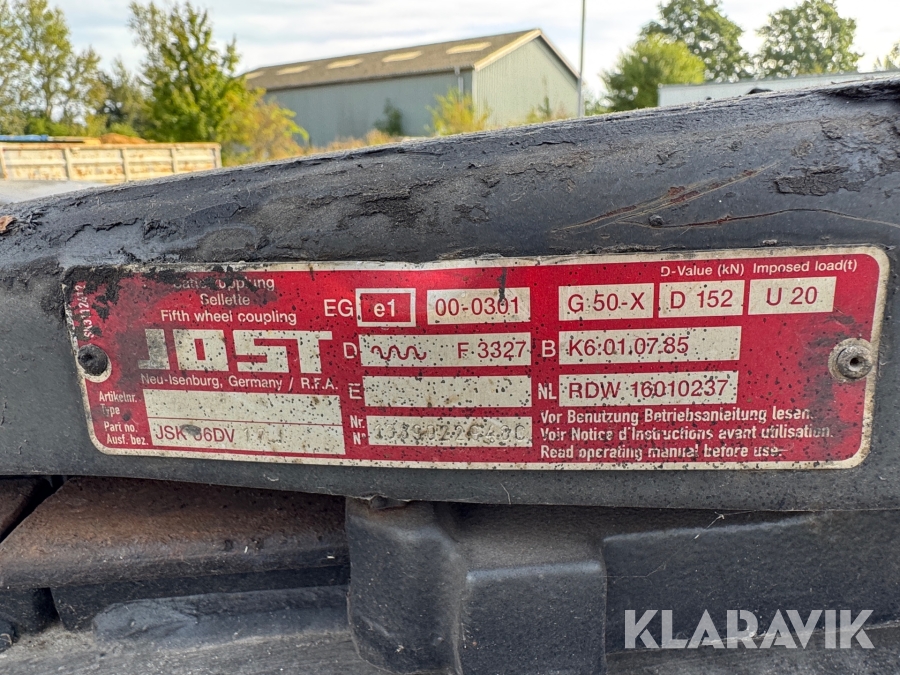 Sellette
Fifth wheel coupling
JOST
Neu-Isenburg, Germany / R.F.A.
Artikelnr.
Type
Part no.
Ausf. bez.
JSK 36DV
EG e1 00-0301
D F 3327
E
Nr.
N°
D-Value (kN) Imposed load(t)
G 50-X D 152 U 20
B K6:01.07.85
NL RDW 16010237
Vor Benutzung Betriebsanleitung lesen.
Voir Notice d'Instructions avant utilisation.
Read operating manual before use.
KLARAVIK